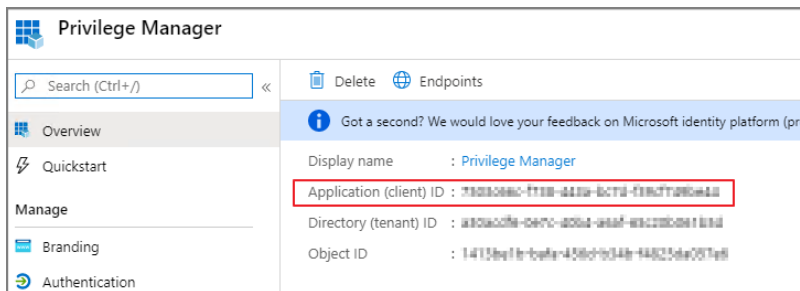 Privilege Manager
Search (Ctrl+/)
«
Overview
Quickstart
Manage
Branding
Authentication
Delete
Endpoints
Got a second? We would love your feedback on Microsoft identity platform (pr
Display name : Privilege Manager
Application (client) ID :
Directory (tenant) ID :
Object ID :